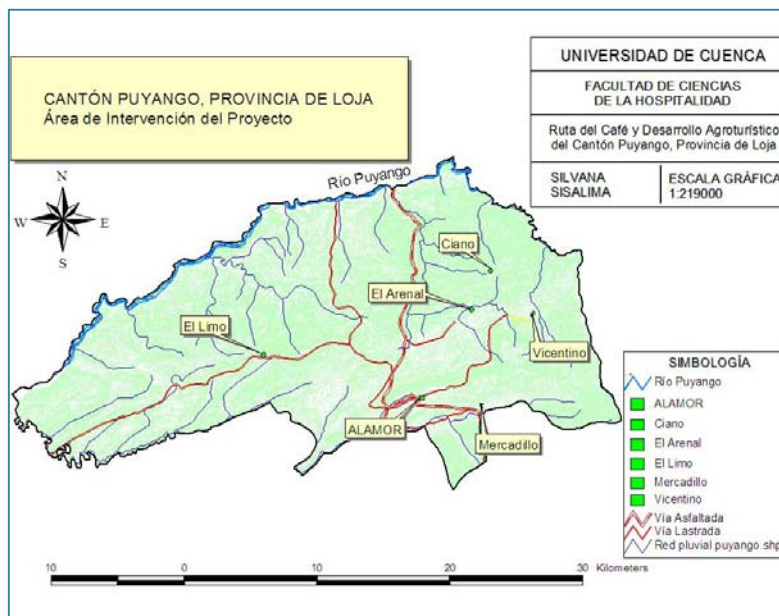 CANTÓN PUYANGO, PROVINCIA DE LOJA
Área de Intervención del Proyecto
UNIVERSIDAD DE CUENCA
FACULTAD DE CIENCIAS
DE LA HOSPITALIDAD
Ruta del Café y Desarrollo Agroturístico
del Cantón Puyango, Provincia de Loja
SILVANA
SISALIMA
ESCALA GRÁFICA
1:219000
N
W
E
S
Río Puyango
Ciano
El Arenal
El Limo
Vicentino
ALAMOR
Mercadillo
SIMBOLOGÍA
Río Puyango
ALAMOR
Ciano
El Arenal
El Limo
Mercadillo
Vicentino
Vía Asfaltada
Vía Lastrada
Red pluvial puyango.shp
10 0 10 20 30 Kilometers